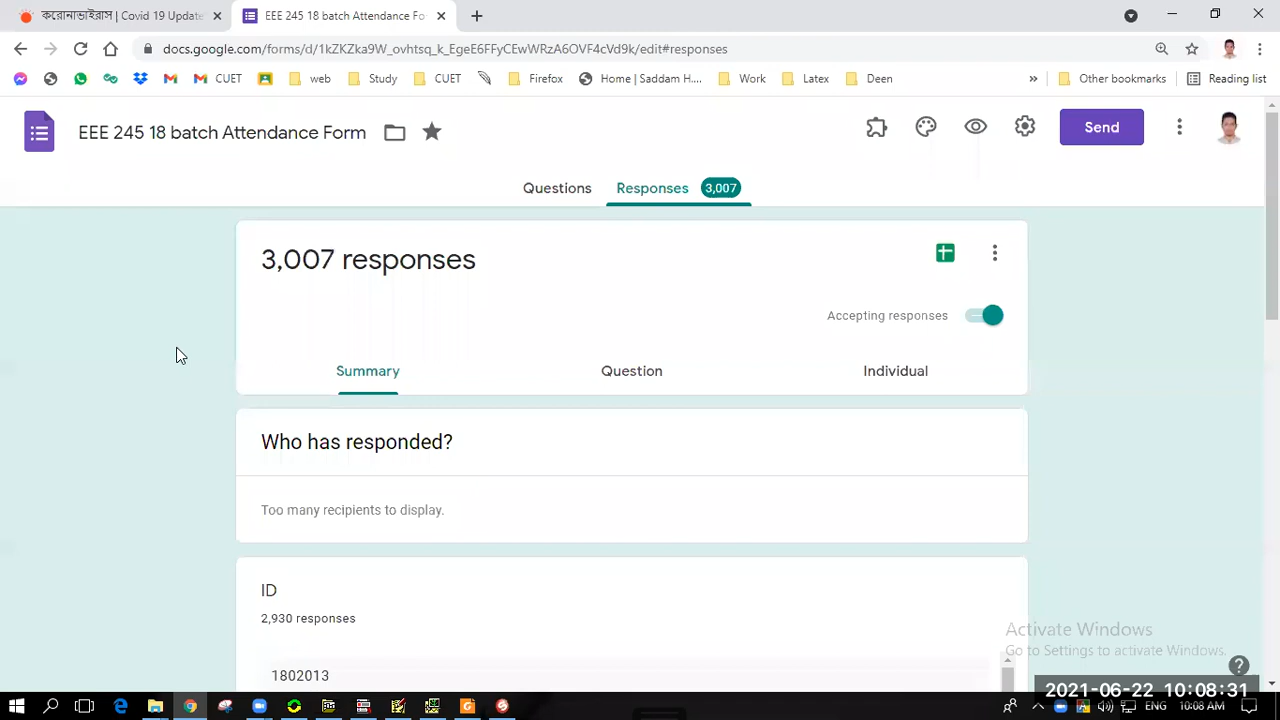 করোনাভাইরাস | Covid 19 Update
EEE 245 18 batch Attendance Fo
docs.google.com/forms/d/1kZKZka9W_ovhtsq_k_EgeE6FFyCEwWRzA6OVF4cVd9k/edit#responses
CUET
web
Study
CUET
Firefox
Home | Saddam H....
Work
Latex
Deen
»
Other bookmarks
Reading list
EEE 245 18 batch Attendance Form
Send
Questions
Responses 3,007
3,007 responses
Accepting responses
Summary
Question
Individual
Who has responded?
Too many recipients to display.
ID
2,930 responses
1802013
Activate Windows
Go to Settings to activate Windows.
2021-06-22 10:08:31
ENG
10:08 AM